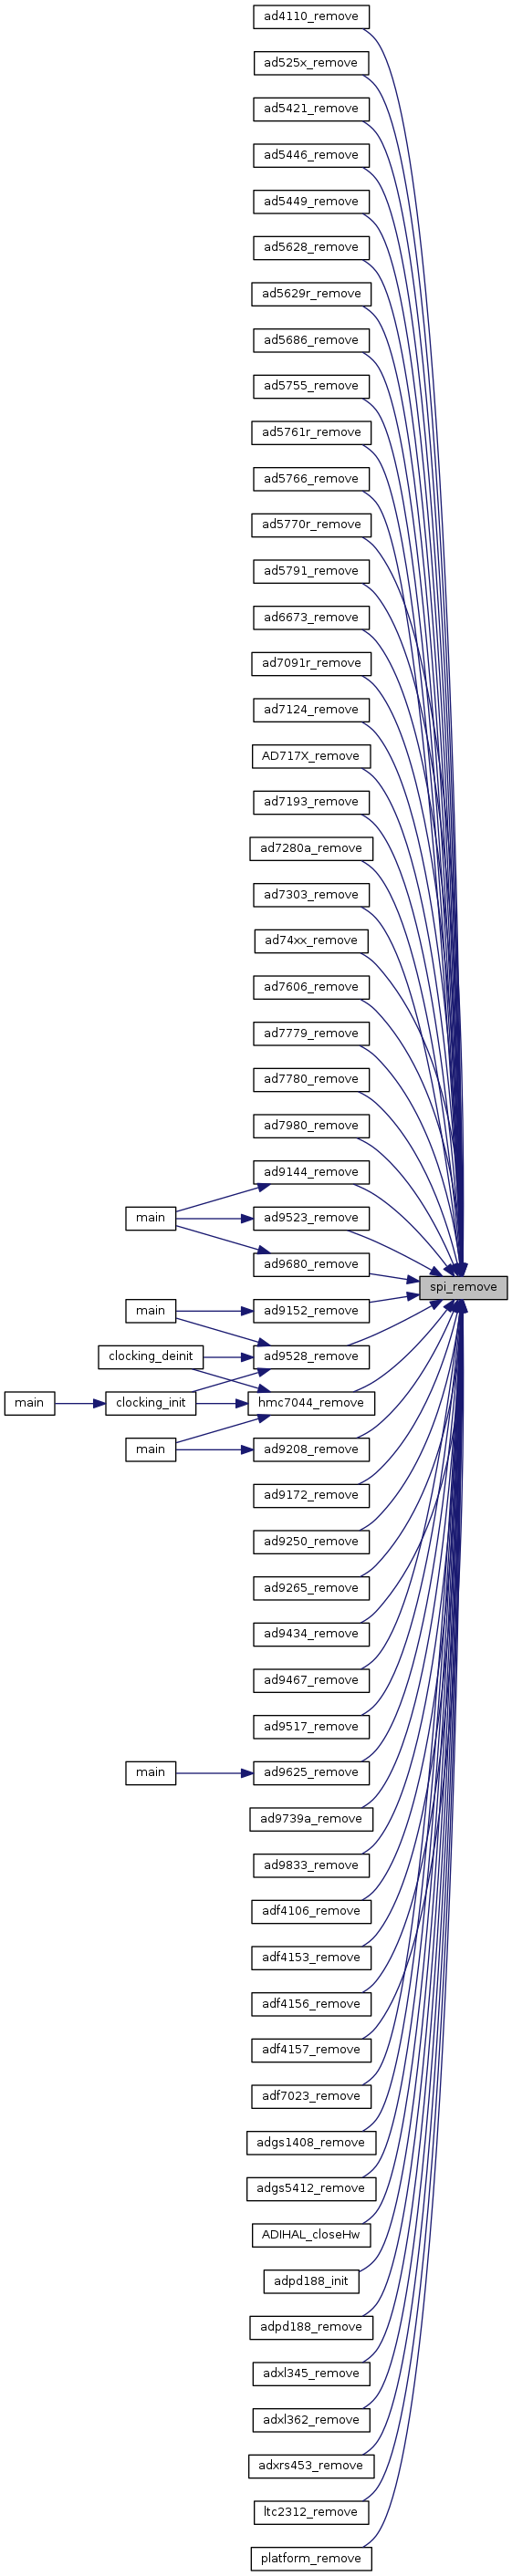 ad4110_remove
ad525x_remove
ad5421_remove
ad5446_remove
ad5449_remove
ad5628_remove
ad5629r_remove
ad5686_remove
ad5755_remove
ad5761r_remove
ad5766_remove
ad5770r_remove
ad5791_remove
ad6673_remove
ad7091r_remove
ad7124_remove
AD717X_remove
ad7193_remove
ad7280a_remove
ad7303_remove
ad74xx_remove
ad7606_remove
ad7779_remove
ad7780_remove
ad7980_remove
ad9144_remove
main
ad9523_remove
ad9680_remove
spi_remove
main
ad9152_remove
clocking_deinit
ad9528_remove
main
clocking_init
hmc7044_remove
main
ad9208_remove
ad9172_remove
ad9250_remove
ad9265_remove
ad9434_remove
ad9467_remove
ad9517_remove
main
ad9625_remove
ad9739a_remove
ad9833_remove
adf4106_remove
adf4153_remove
adf4156_remove
adf4157_remove
adf7023_remove
adgs1408_remove
adgs5412_remove
ADIHAL_closeHw
adpd188_init
adpd188_remove
adxl345_remove
adxl362_remove
adxrs453_remove
ltc2312_remove
platform_remove